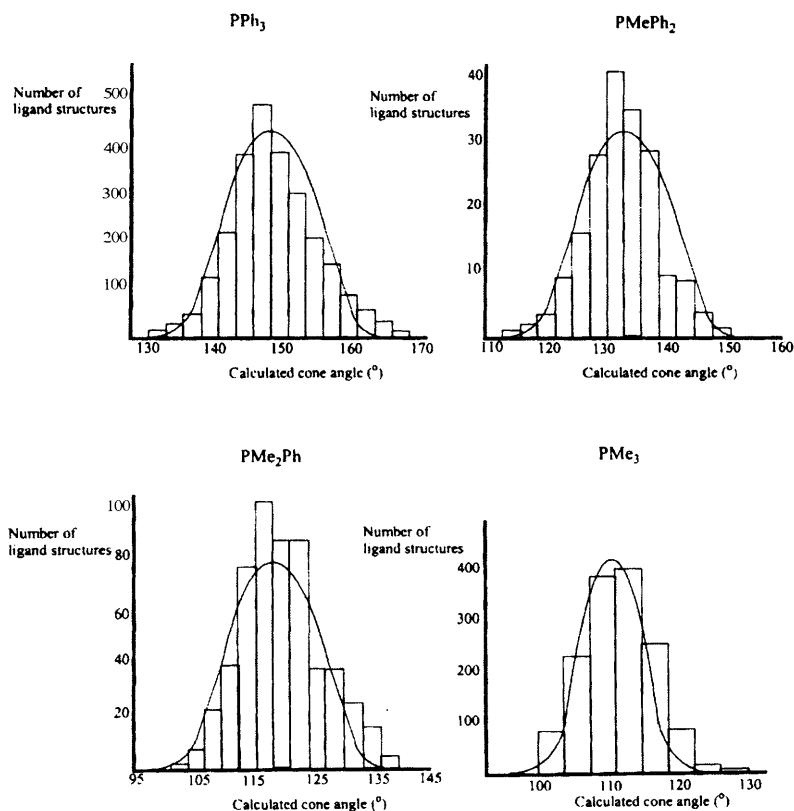 PPh3
Number of
ligand structures
500
400
300
200
100
130 140 150 160 170
Calculated cone angle (°)
PMePh2
Number of
ligand structures
40
30
20
10
110 120 130 140 150 160
Calculated cone angle (°)
PMe2Ph
Number of
ligand structures
100
80
60
40
20
95 105 115 125 135 145
Calculated cone angle (°)
PMe3
Number of
ligand structures
400
300
200
100
100 110 120 130
Calculated cone angle (°)